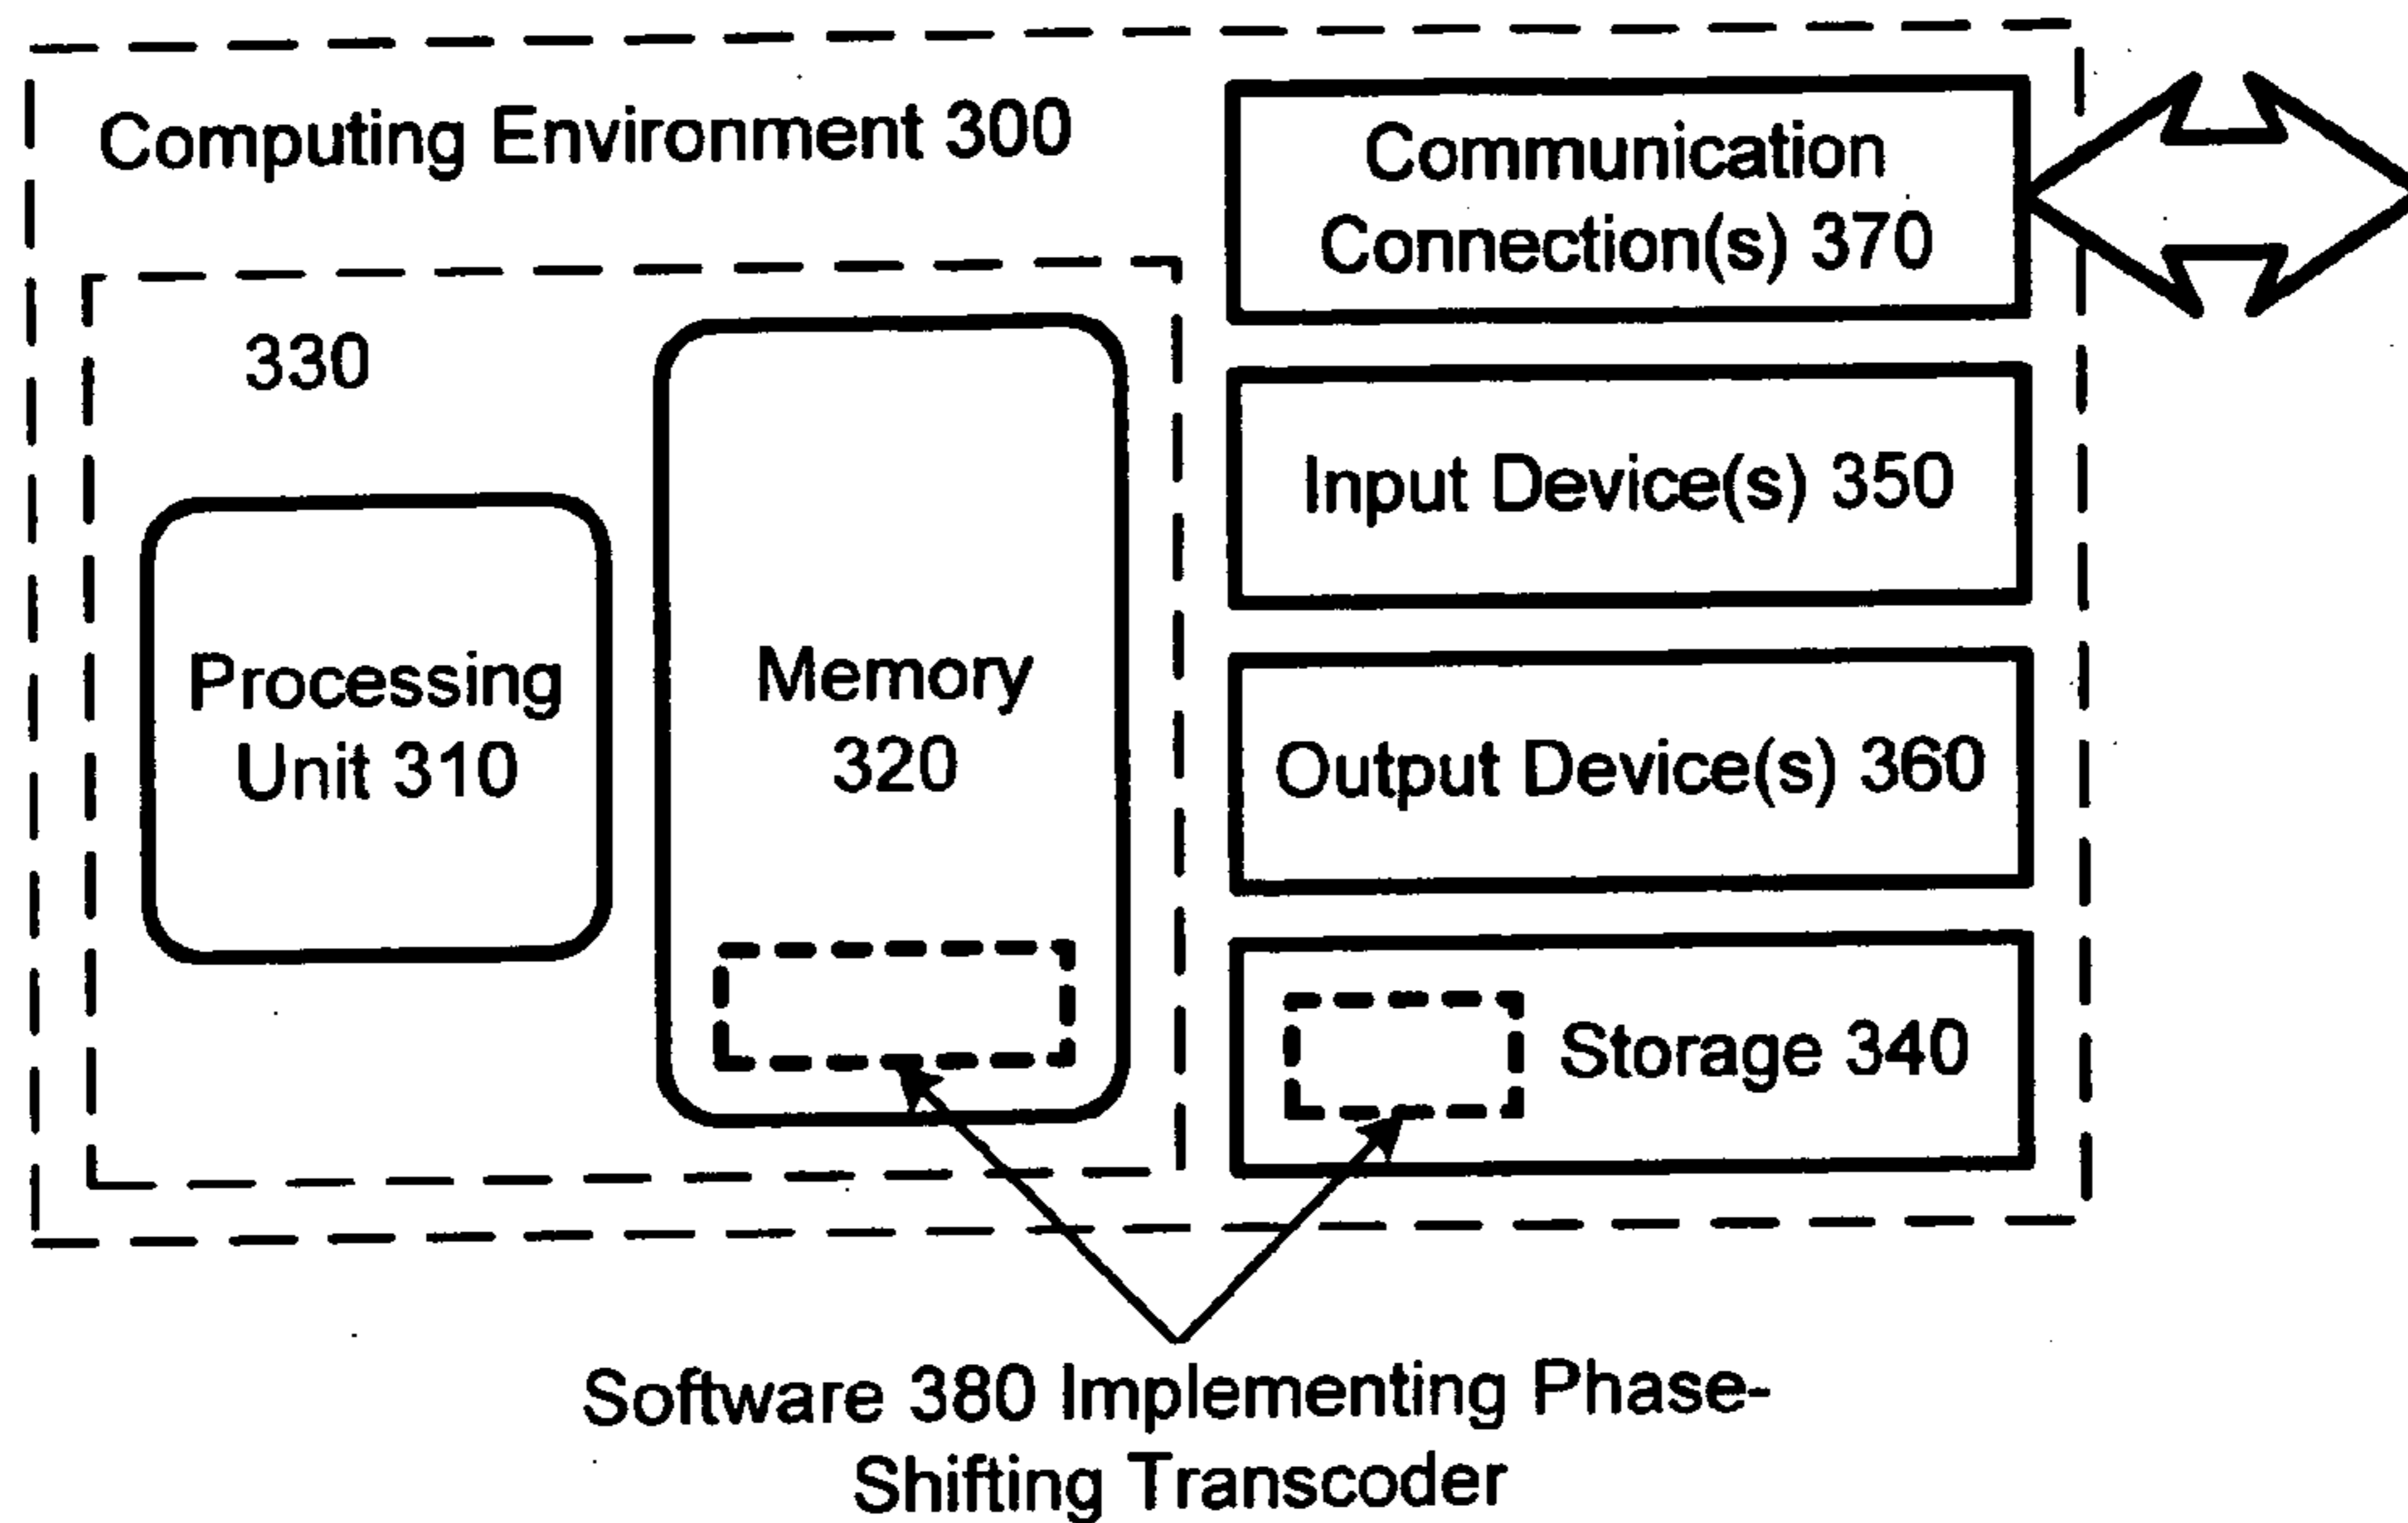 Computing Environment 300
Communication
Connection(s) 370
330
Input Device(s) 350
Processing
Unit 310
Memory
320
Output Device(s) 360
Storage 340
Software 380 Implementing Phase-
Shifting Transcoder